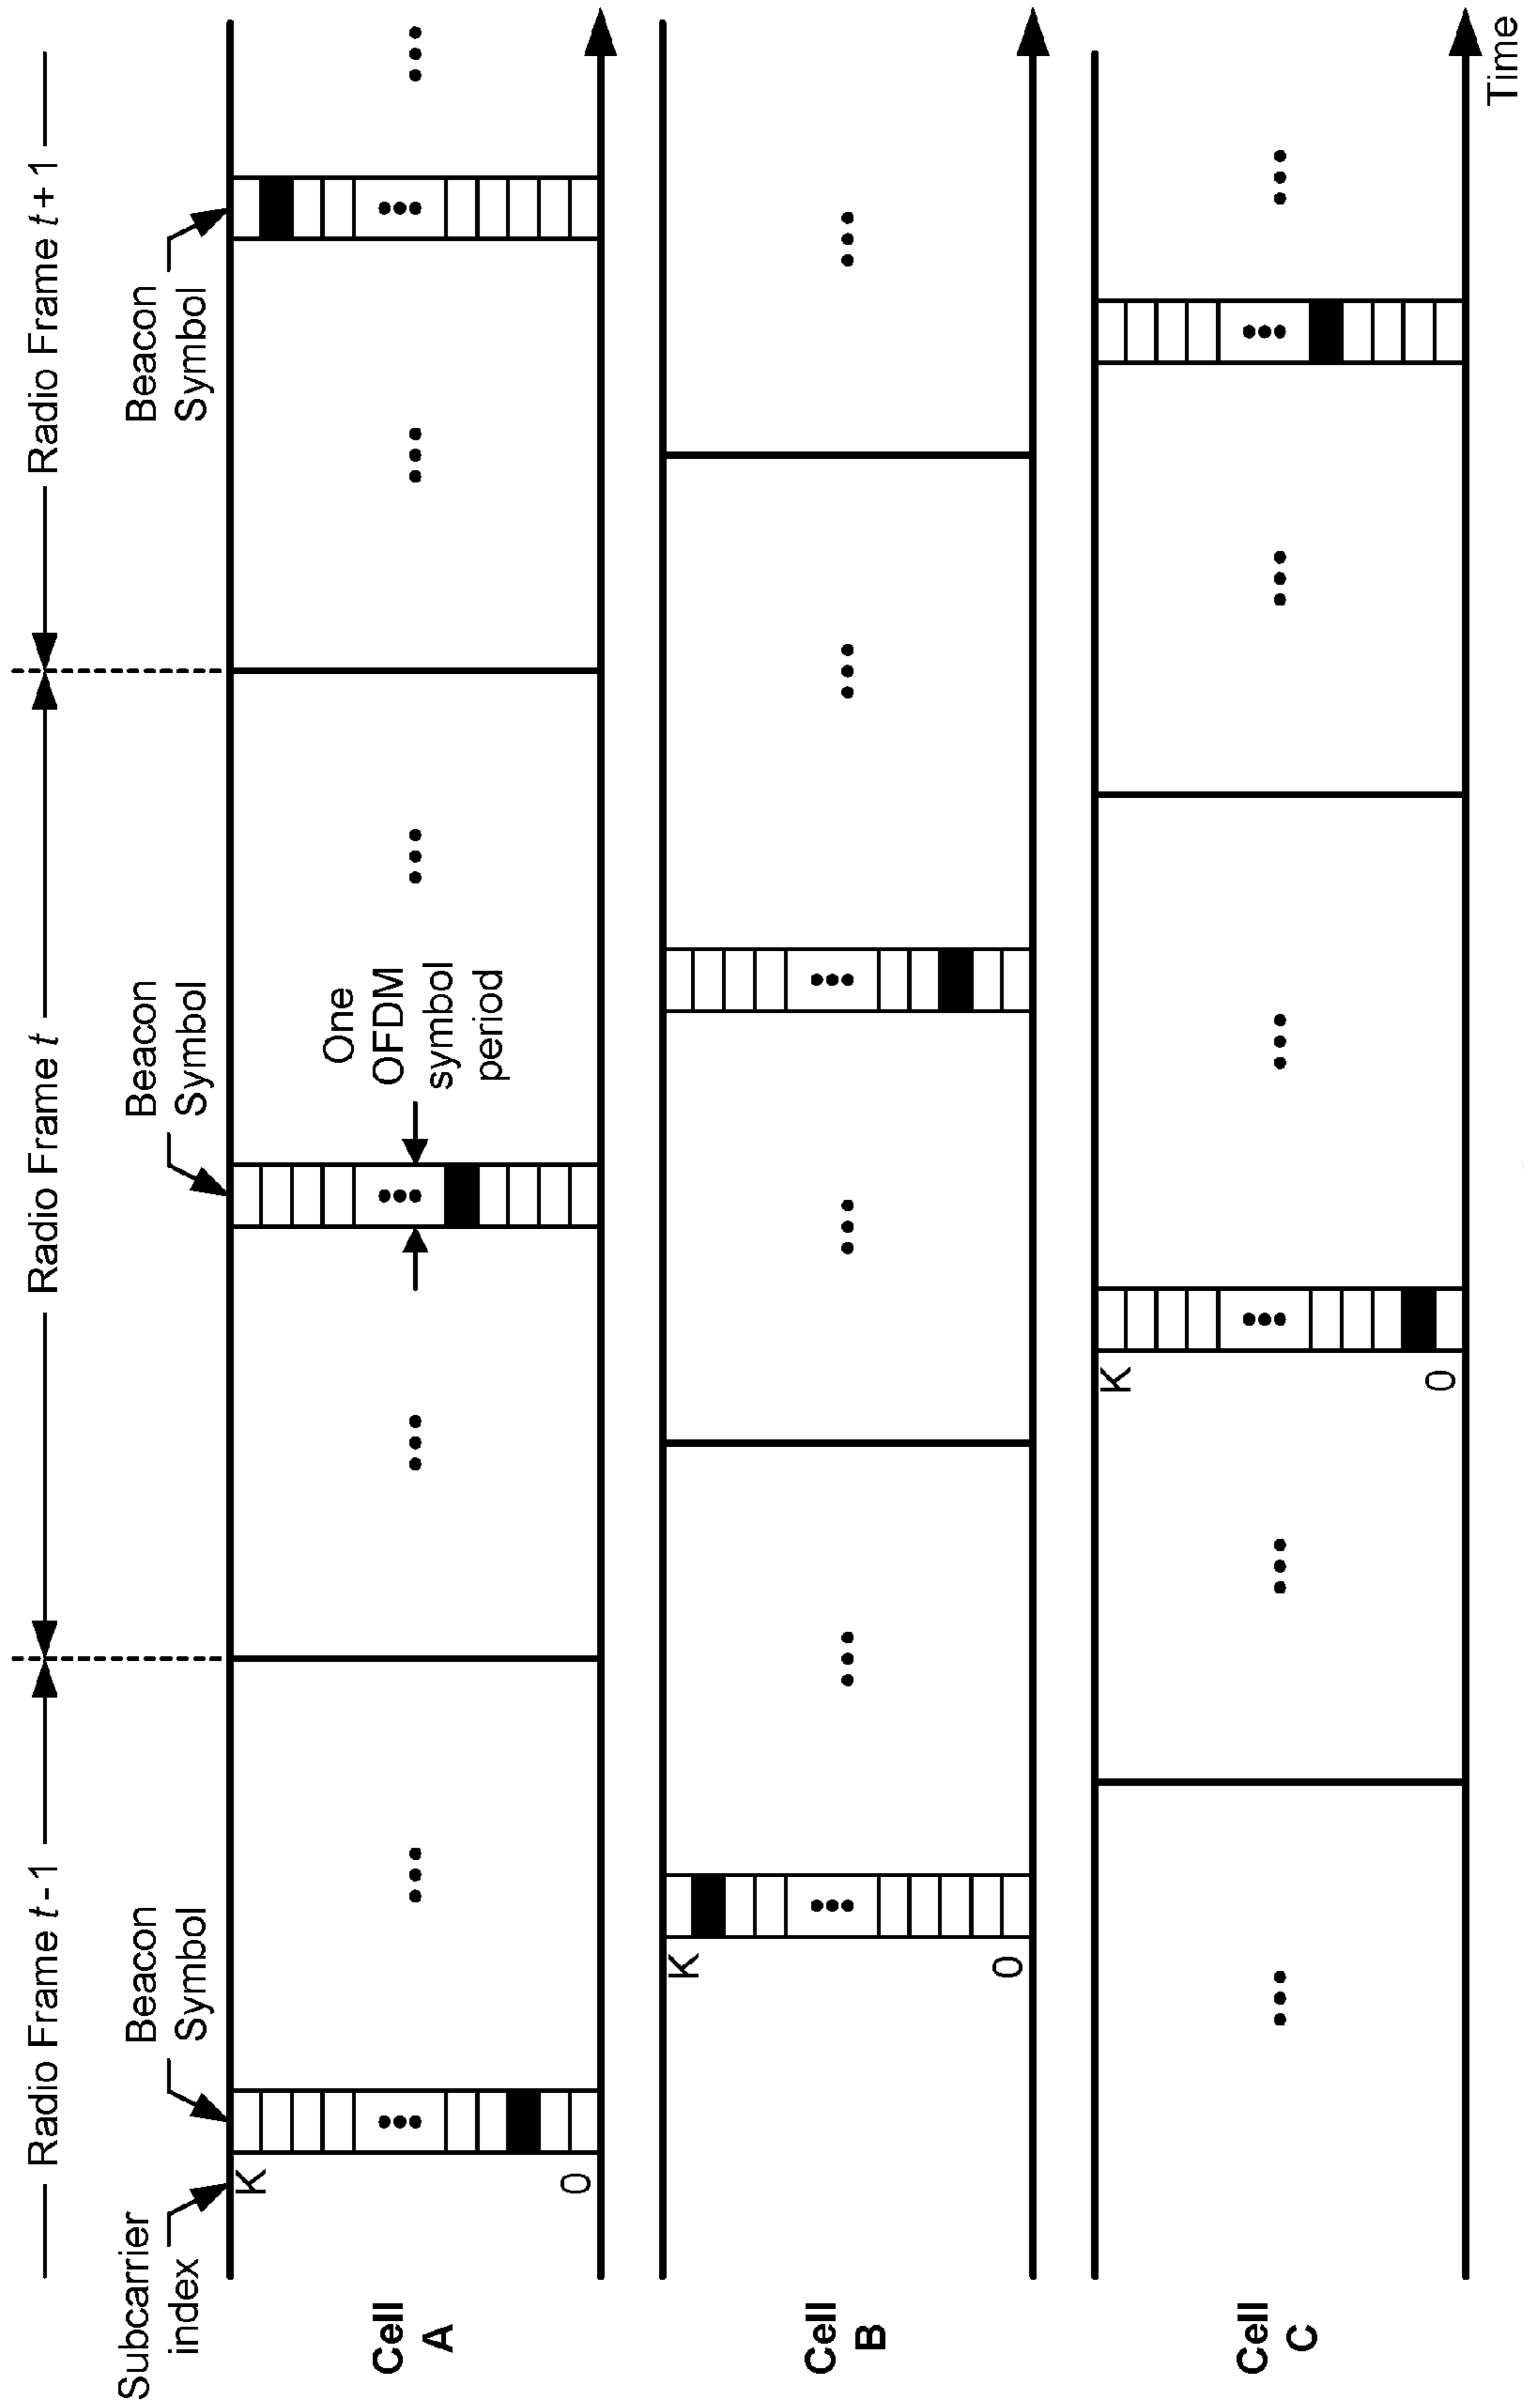 Radio Frame t - 1
Radio Frame t
Radio Frame t + 1
Subcarrier
index
Beacon
Symbol
Beacon
Symbol
Beacon
Symbol
Cell
A
K
0
One
OFDM
symbol
period
Cell
B
K
0
Cell
C
K
0
Time